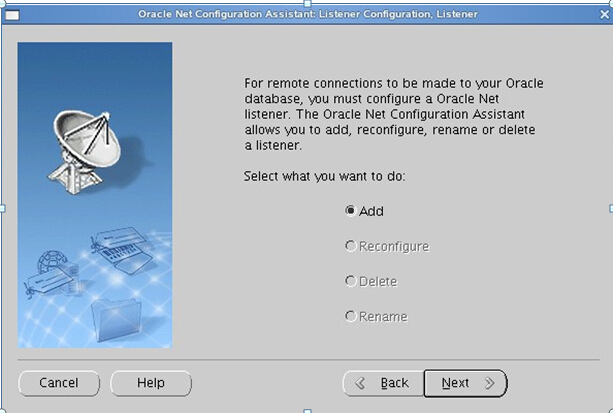 Oracle Net Configuration Assistant: Listener Configuration, Listener
For remote connections to be made to your Oracle
database, you must configure a Oracle Net
listener. The Oracle Net Configuration Assistant
allows you to add, reconfigure, rename or delete
a listener.
Select what you want to do:
Add
Reconfigure
Delete
Rename
Cancel
Help
Back
Next